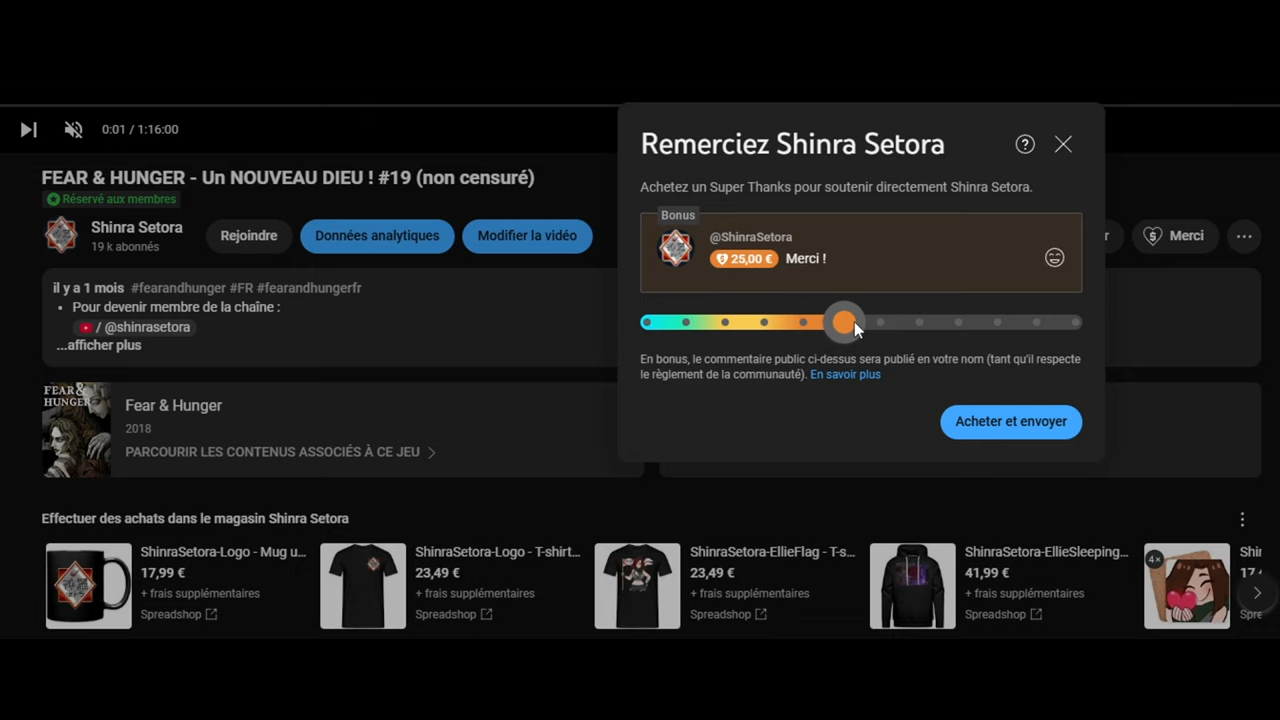 0:01 / 1:16:00
FEAR & HUNGER - Un NOUVEAU DIEU ! #19 (non censuré)
Réservé aux membres
Shinra Setora
19 k abonnés
Rejoindre
Données analytiques
Modifier la vidéo
r
Merci
il y a 1 mois #fearandhunger #FR #fearandhungerfr
• Pour devenir membre de la chaîne :
/ @shinrasetora
...afficher plus
FEAR &
HUNGER
Fear & Hunger
2018
PARCOURIR LES CONTENUS ASSOCIÉS À CE JEU
Remerciez Shinra Setora
Achetez un Super Thanks pour soutenir directement Shinra Setora.
Bonus
@ShinraSetora
25,00 € Merci !
En bonus, le commentaire public ci-dessus sera publié en votre nom (tant qu'il respecte
le règlement de la communauté). En savoir plus
Acheter et envoyer
Effectuer des achats dans le magasin Shinra Setora
ShinraSetora-Logo - Mug u...
17,99 €
+ frais supplémentaires
Spreadshop
ShinraSetora-Logo - T-shirt...
23,49 €
+ frais supplémentaires
Spreadshop
ShinraSetora-EllieFlag - T-s...
23,49 €
+ frais supplémentaires
Spreadshop
ShinraSetora-EllieSleeping...
41,99 €
+ frais supplémentaires
Spreadshop
4×
Shin
17,
+ fra
Spre